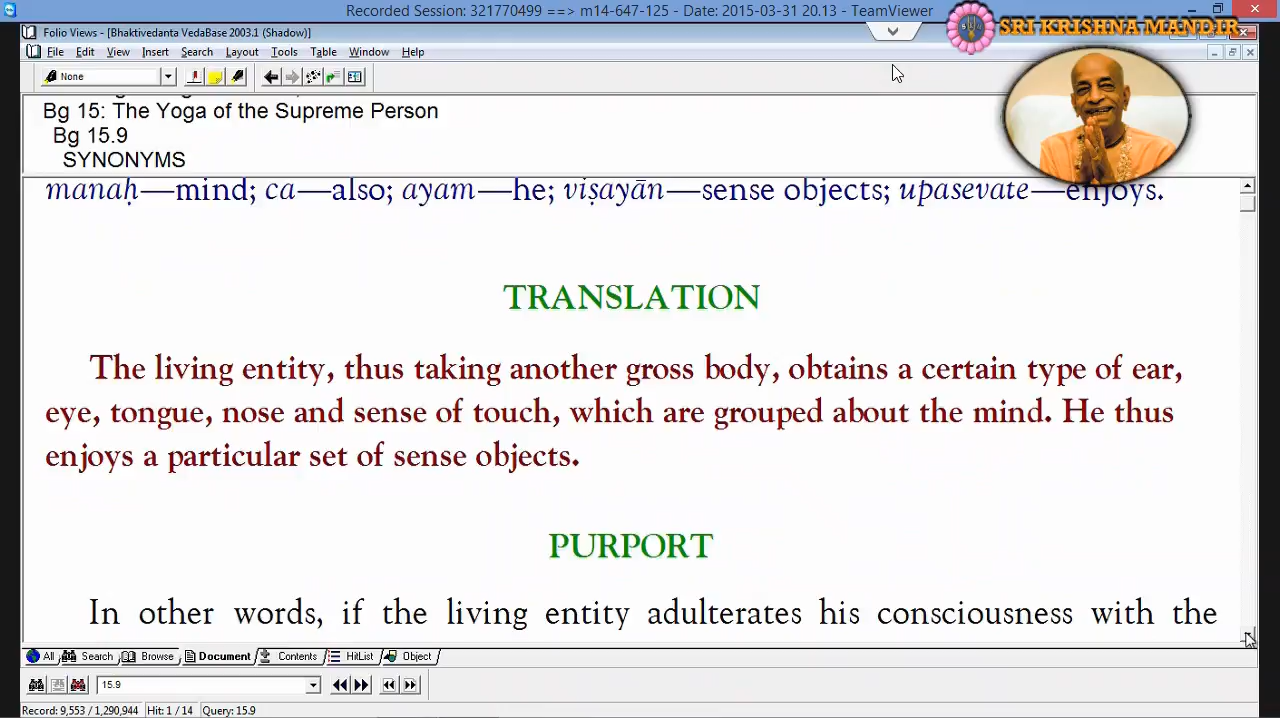 Recorded Session: 321770499 ==> m14-647-125 - Date: 2015-03-31 20.13 - TeamViewer
SRI KRISHNA MANDIR
Folio Views - [Bhaktivedanta VedaBase 2003.1 (Shadow)]
File Edit View Insert Search Layout Tools Table Window Help
None
Bg 15: The Yoga of the Supreme Person
Bg 15.9
SYNONYMS
manaḥ—mind; ca—also; ayam—he; viṣayān—sense objects; upasevate—enjoys.
TRANSLATION
The living entity, thus taking another gross body, obtains a certain type of ear,
eye, tongue, nose and sense of touch, which are grouped about the mind. He thus
enjoys a particular set of sense objects.
PURPORT
In other words, if the living entity adulterates his consciousness with the
All Search Browse Document Contents HitList Object
15.9
Record: 9,553 / 1,290,944 Hit: 1 / 14 Query: 15.9